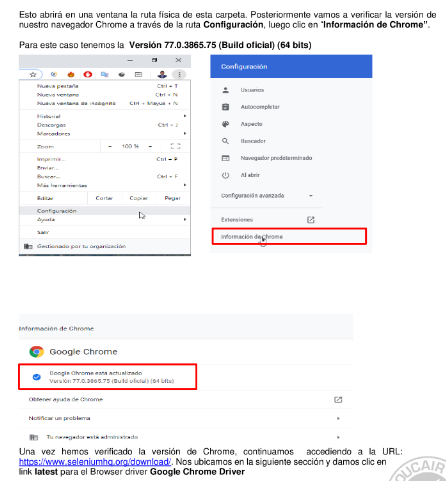 Esto abrirá en una ventana la ruta física de esta carpeta. Posteriormente vamos a verificar la versión de
nuestro navegador Chrome a través de la ruta Configuración, luego clic en "Información de Chrome".
Para este caso tenemos la Versión 77.0.3865.75 (Build oficial) (64 bits)
Nueva pestaña Ctrl + T
Nueva ventana Ctrl + N
Nueva ventana de incógnito Ctrl + Mayús + N
Historial
Descargas Ctrl + J
Marcadores
Zoom - 100 % +
Imprimir... Ctrl + P
Enviar...
Buscar... Ctrl + F
Más herramientas
Editar Cortar Copiar Pegar
Configuración
Ayuda
Salir
Gestionado por tu organización
Configuración
Usuarios
Autocompletar
Aspecto
Buscador
Navegador predeterminado
Al abrir
Configuración avanzada
Extensiones
Información de Chrome
Información de Chrome
Google Chrome
Google Chrome está actualizado
Versión 77.0.3865.75 (Build oficial) (64 bits)
Obtener ayuda de Chrome
Notificar un problema
Tu navegador está administrado
Una vez hemos verificado la versión de Chrome, continuamos accediendo a la URL:
https://www.seleniumhq.org/download/. Nos ubicamos en la siguiente sección y damos clic en
link latest para el Browser driver Google Chrome Driver